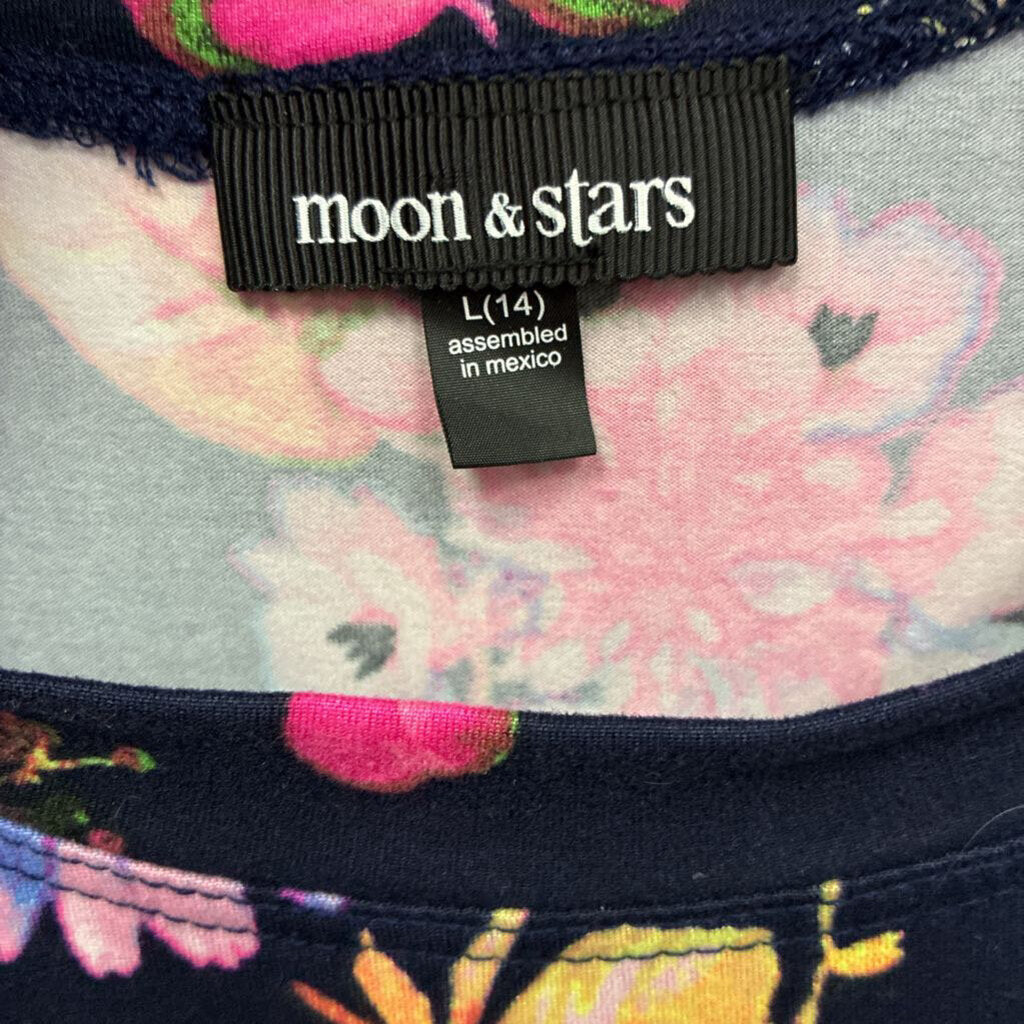 moon & stars
L(14)
assembled
in mexico